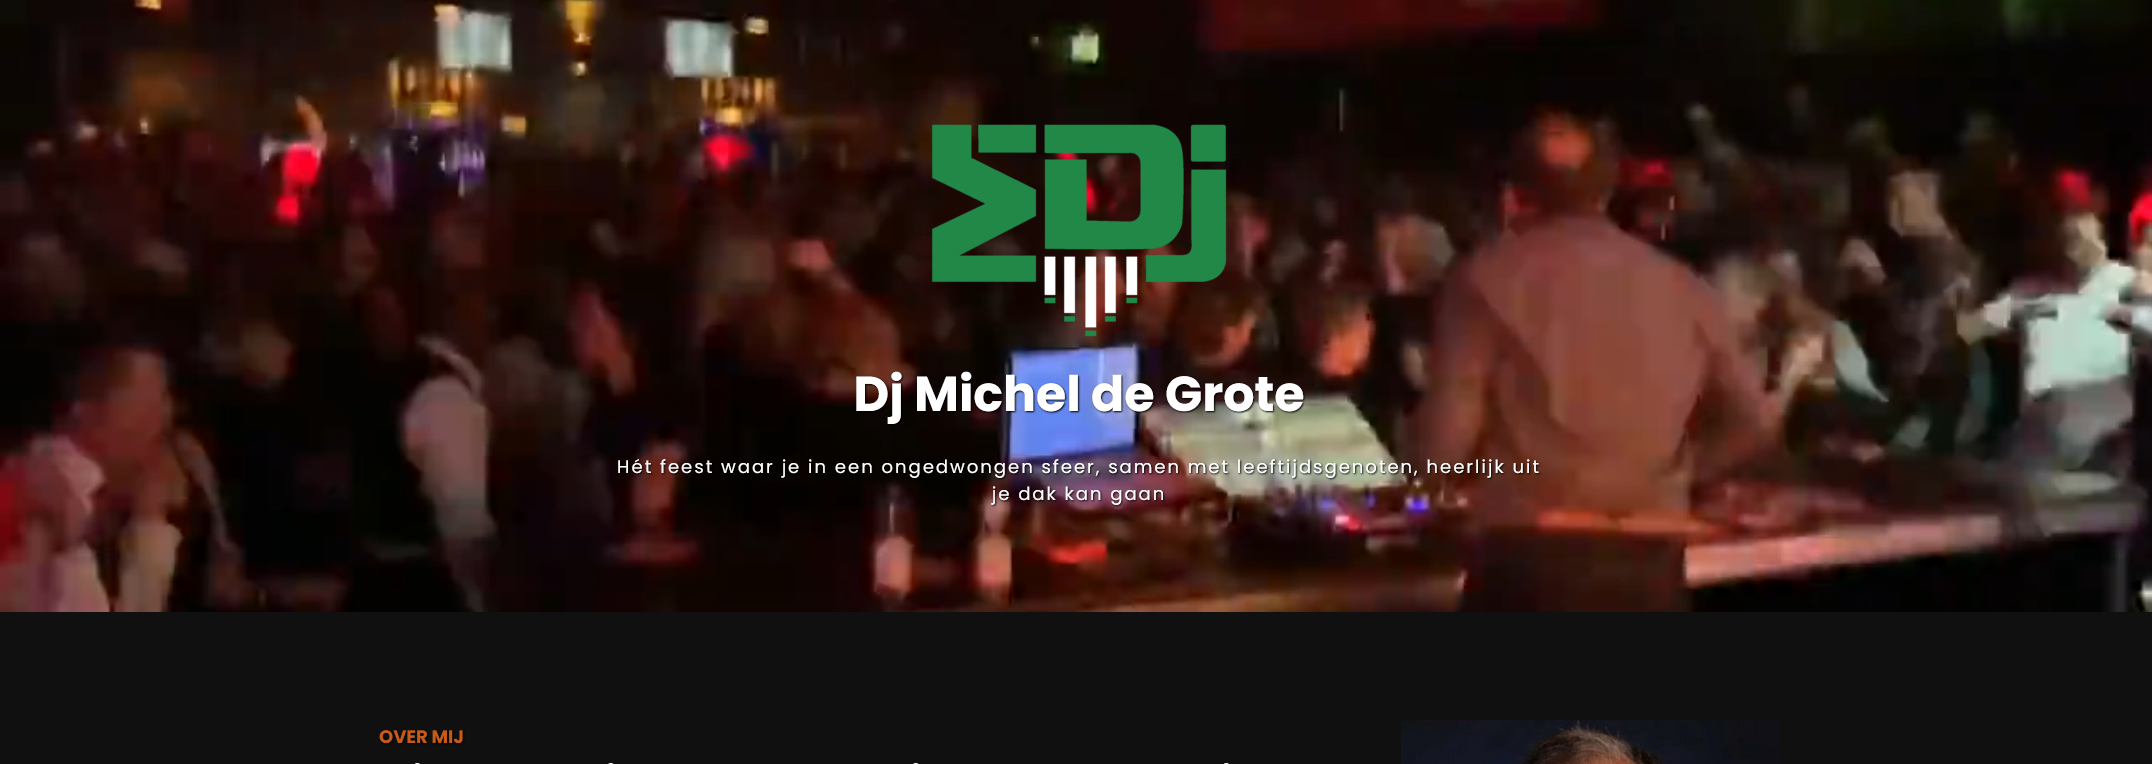 Dj
Dj Michel de Grote
Hét feest waar je in een ongedwongen sfeer, samen met leeftijdsgenoten, heerlijk uit
je dak kan gaan
OVER MIJ